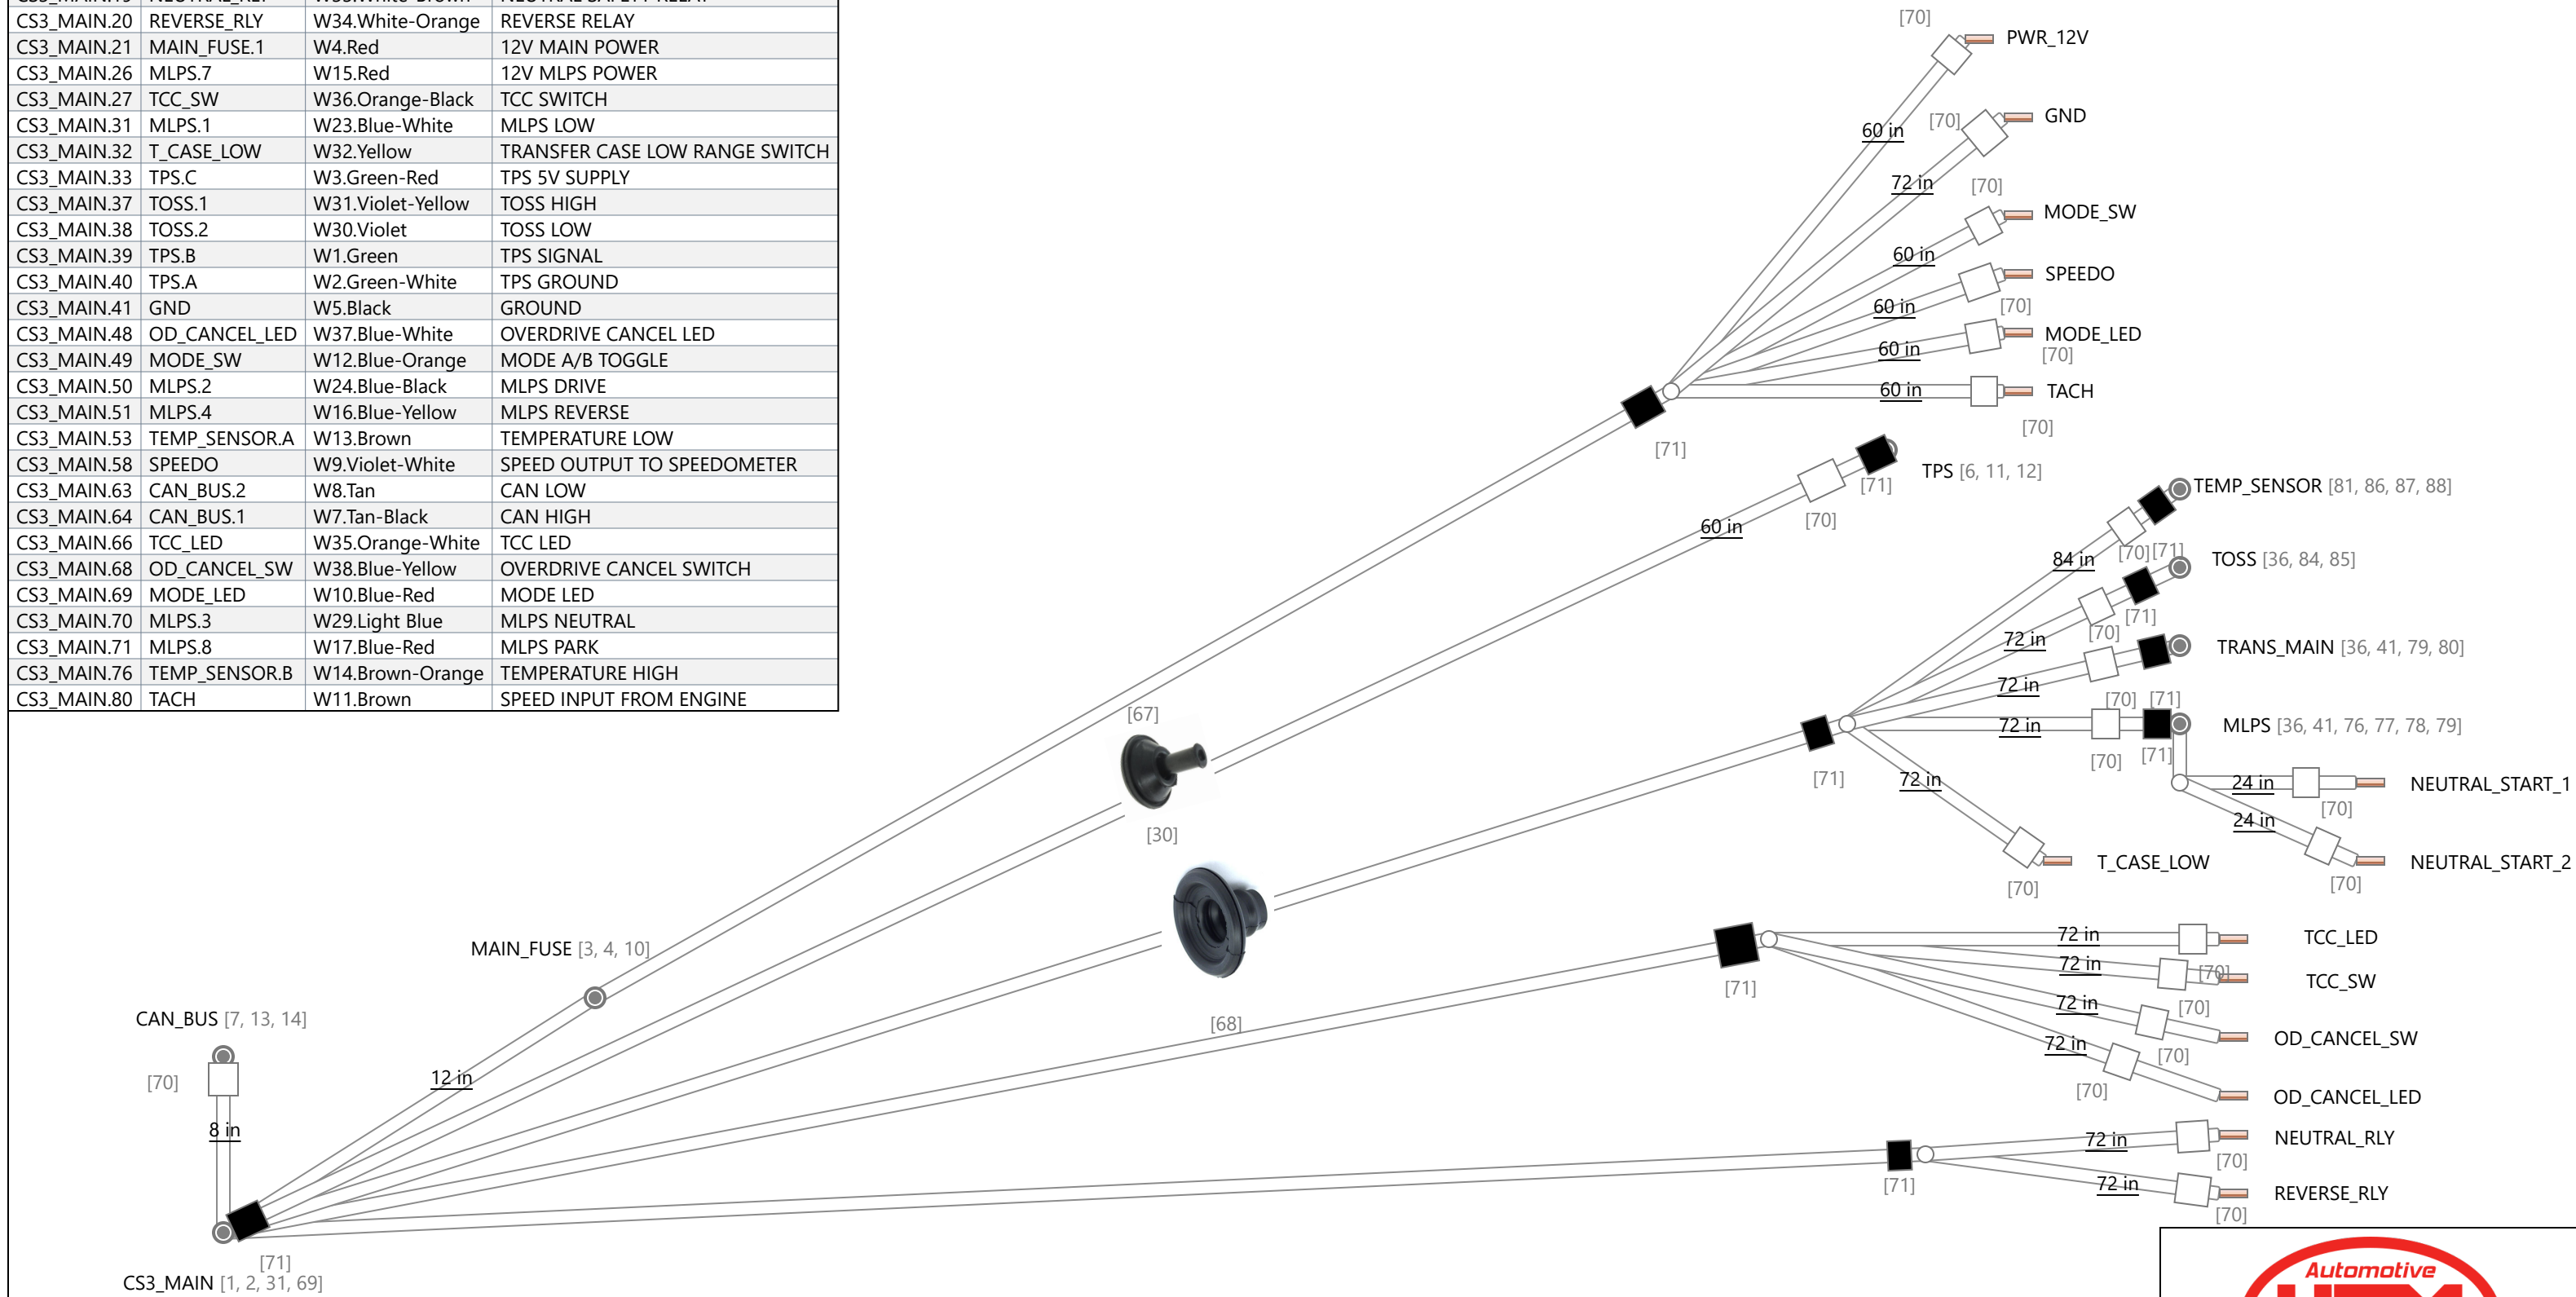 CS3_MAIN.20 REVERSE_RLY W34.White-Orange REVERSE RELAY
CS3_MAIN.21 MAIN_FUSE.1 W4.Red 12V MAIN POWER
CS3_MAIN.26 MLPS.7 W15.Red 12V MLPS POWER
CS3_MAIN.27 TCC_SW W36.Orange-Black TCC SWITCH
CS3_MAIN.31 MLPS.1 W23.Blue-White MLPS LOW
CS3_MAIN.32 T_CASE_LOW W32.Yellow TRANSFER CASE LOW RANGE SWITCH
CS3_MAIN.33 TPS.C W3.Green-Red TPS 5V SUPPLY
CS3_MAIN.37 TOSS.1 W31.Violet-Yellow TOSS HIGH
CS3_MAIN.38 TOSS.2 W30.Violet TOSS LOW
CS3_MAIN.39 TPS.B W1.Green TPS SIGNAL
CS3_MAIN.40 TPS.A W2.Green-White TPS GROUND
CS3_MAIN.41 GND W5.Black GROUND
CS3_MAIN.48 OD_CANCEL_LED W37.Blue-White OVERDRIVE CANCEL LED
CS3_MAIN.49 MODE_SW W12.Blue-Orange MODE A/B TOGGLE
CS3_MAIN.50 MLPS.2 W24.Blue-Black MLPS DRIVE
CS3_MAIN.51 MLPS.4 W16.Blue-Yellow MLPS REVERSE
CS3_MAIN.53 TEMP_SENSOR.A W13.Brown TEMPERATURE LOW
CS3_MAIN.58 SPEEDO W9.Violet-White SPEED OUTPUT TO SPEEDOMETER
CS3_MAIN.63 CAN_BUS.2 W8.Tan CAN LOW
CS3_MAIN.64 CAN_BUS.1 W7.Tan-Black CAN HIGH
CS3_MAIN.66 TCC_LED W35.Orange-White TCC LED
CS3_MAIN.68 OD_CANCEL_SW W38.Blue-Yellow OVERDRIVE CANCEL SWITCH
CS3_MAIN.69 MODE_LED W10.Blue-Red MODE LED
CS3_MAIN.70 MLPS.3 W29.Light Blue MLPS NEUTRAL
CS3_MAIN.71 MLPS.8 W17.Blue-Red MLPS PARK
CS3_MAIN.76 TEMP_SENSOR.B W14.Brown-Orange TEMPERATURE HIGH
CS3_MAIN.80 TACH W11.Brown SPEED INPUT FROM ENGINE
[70]
PWR_12V
60 in
[70]
GND
72 in
[70]
MODE_SW
60 in
SPEEDO
60 in
[70]
MODE_LED
60 in
[70]
TACH
60 in
[70]
[71]
TPS [6, 11, 12]
[71]
[70]
60 in
TEMP_SENSOR [81, 86, 87, 88]
[70]
[71]
84 in
TOSS [36, 84, 85]
[71]
[70]
72 in
TRANS_MAIN [36, 41, 79, 80]
72 in
[70]
[71]
MLPS [36, 41, 76, 77, 78, 79]
72 in
[70]
[71]
[71]
72 in
24 in
NEUTRAL_START_1
[70]
24 in
NEUTRAL_START_2
[70]
T_CASE_LOW
[70]
[67]
[30]
[68]
72 in
TCC_LED
[70]
72 in
TCC_SW
[70]
72 in
OD_CANCEL_SW
[70]
72 in
OD_CANCEL_LED
[70]
[71]
72 in
NEUTRAL_RLY
[70]
72 in
REVERSE_RLY
[70]
[71]
MAIN_FUSE [3, 4, 10]
CAN_BUS [7, 13, 14]
[70]
12 in
8 in
[71]
CS3_MAIN [1, 2, 31, 69]
Automotive